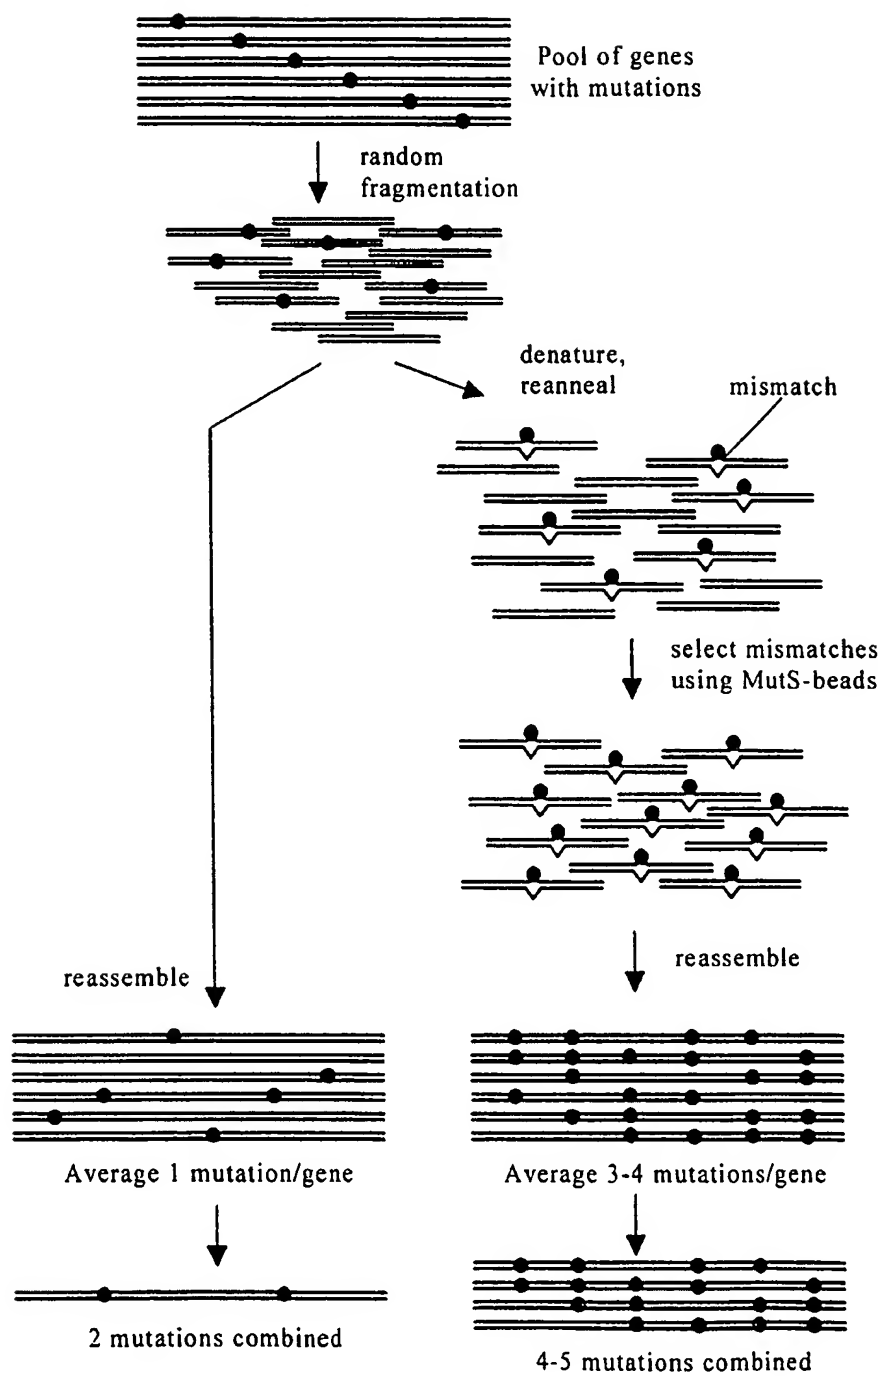 Pool of genes
with mutations
random
fragmentation
denature,
reanneal
mismatch
select mismatches
using MutS-beads
reassemble
reassemble
Average 1 mutation/gene
Average 3-4 mutations/gene
2 mutations combined
4-5 mutations combined